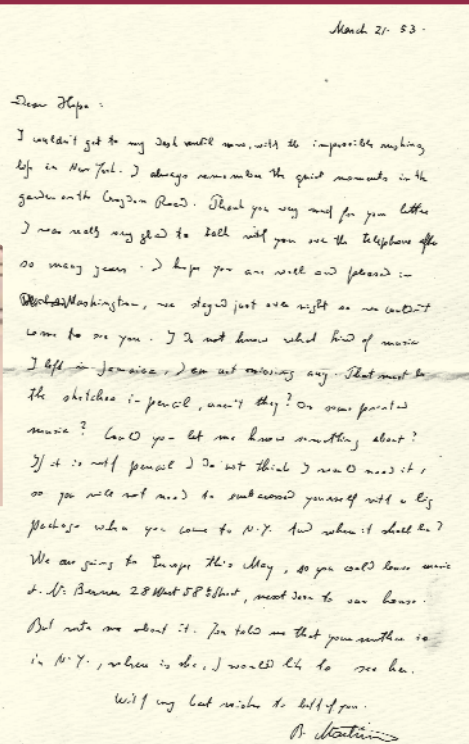 March 21. 53.
Dear Hope:
I couldn't get to my desk until now, with the impossible rushing
life in New York. I always remember the quiet moments in the
garden on the Croydon Road. Thank you very much for your letter
I was really very glad to talk with you over the telephone after
so many years. I hope you are well and pleased in
Washington, we stayed just over night so we couldn't
come to see you. I do not know what kind of music
I left in Jamaica, I am not missing any. That must be
the sketches in pencil, aren't they? Or some printed
music? Could you let me know something about?
If it is not pencil I do not think I would need it,
so you will not need to embarrassed yourself with a big
package when you come to N.Y. And when it shall be?
We are going to Europe this May, so you could leave music
28 West 58th Street, next door to our house.
But write me about it. You told me that your mother is
in N.Y., where is she, I would like to see her.
With my best wishes to both of you.
B. Martinů